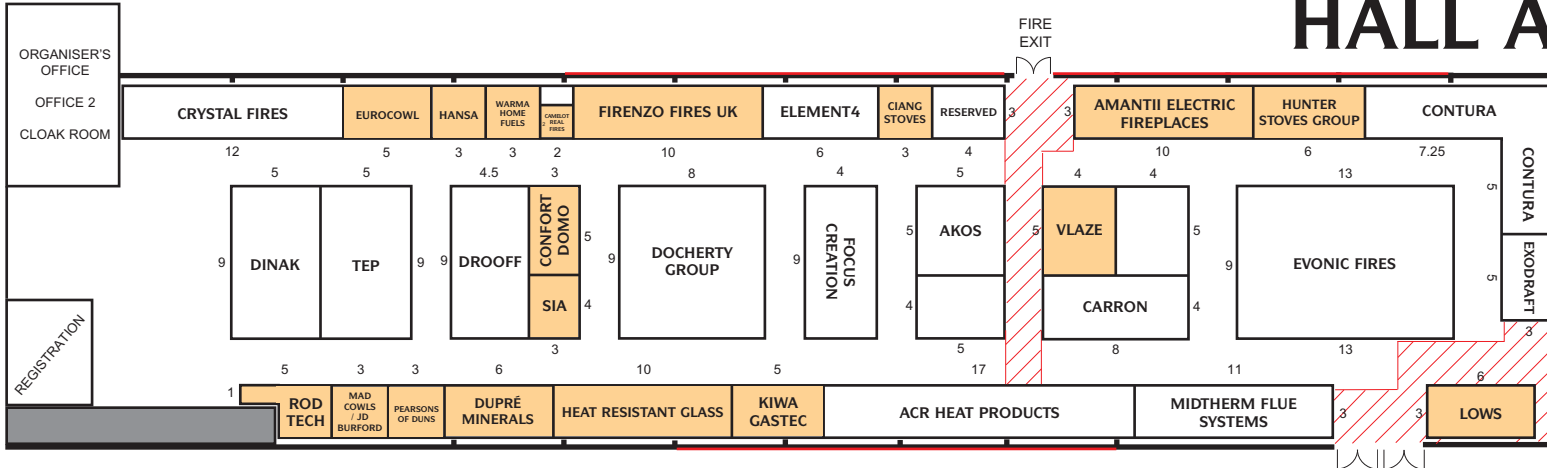 HALL A
FIRE
EXIT
ORGANISER'S
OFFICE
OFFICE 2
CLOAK ROOM
CRYSTAL FIRES
EUROCOWL
HANSA
WARMA
HOME
FUELS
2
CAMELOT
REAL
FIRES
FIRENZO FIRES UK
ELEMENT4
CIANG
STOVES
RESERVED
3
3
AMANTII ELECTRIC
FIREPLACES
HUNTER
STOVES GROUP
CONTURA
12
5
3
3
2
10
6
3
4
10
6
7.25
5
5
4.5
3
8
4
5
4
4
13
CONTURA
5
9
DINAK
TEP
9
9
DROOFF
CONFORT
DOMO
5
SIA
4
9
DOCHERTY
GROUP
9
FOCUS
CREATION
5
AKOS
4
5
VLAZE
5
CARRON
4
9
EVONIC FIRES
5
EXODRAFT
3
3
5
8
13
REGISTRATION
5
3
3
6
10
5
17
11
6
1
ROD
TECH
MAD
COWLS
/ JD
BURFORD
PEARSONS
OF DUNS
DUPRÉ
MINERALS
HEAT RESISTANT GLASS
KIWA
GASTEC
ACR HEAT PRODUCTS
MIDTHERM FLUE
SYSTEMS
3
3
LOWS